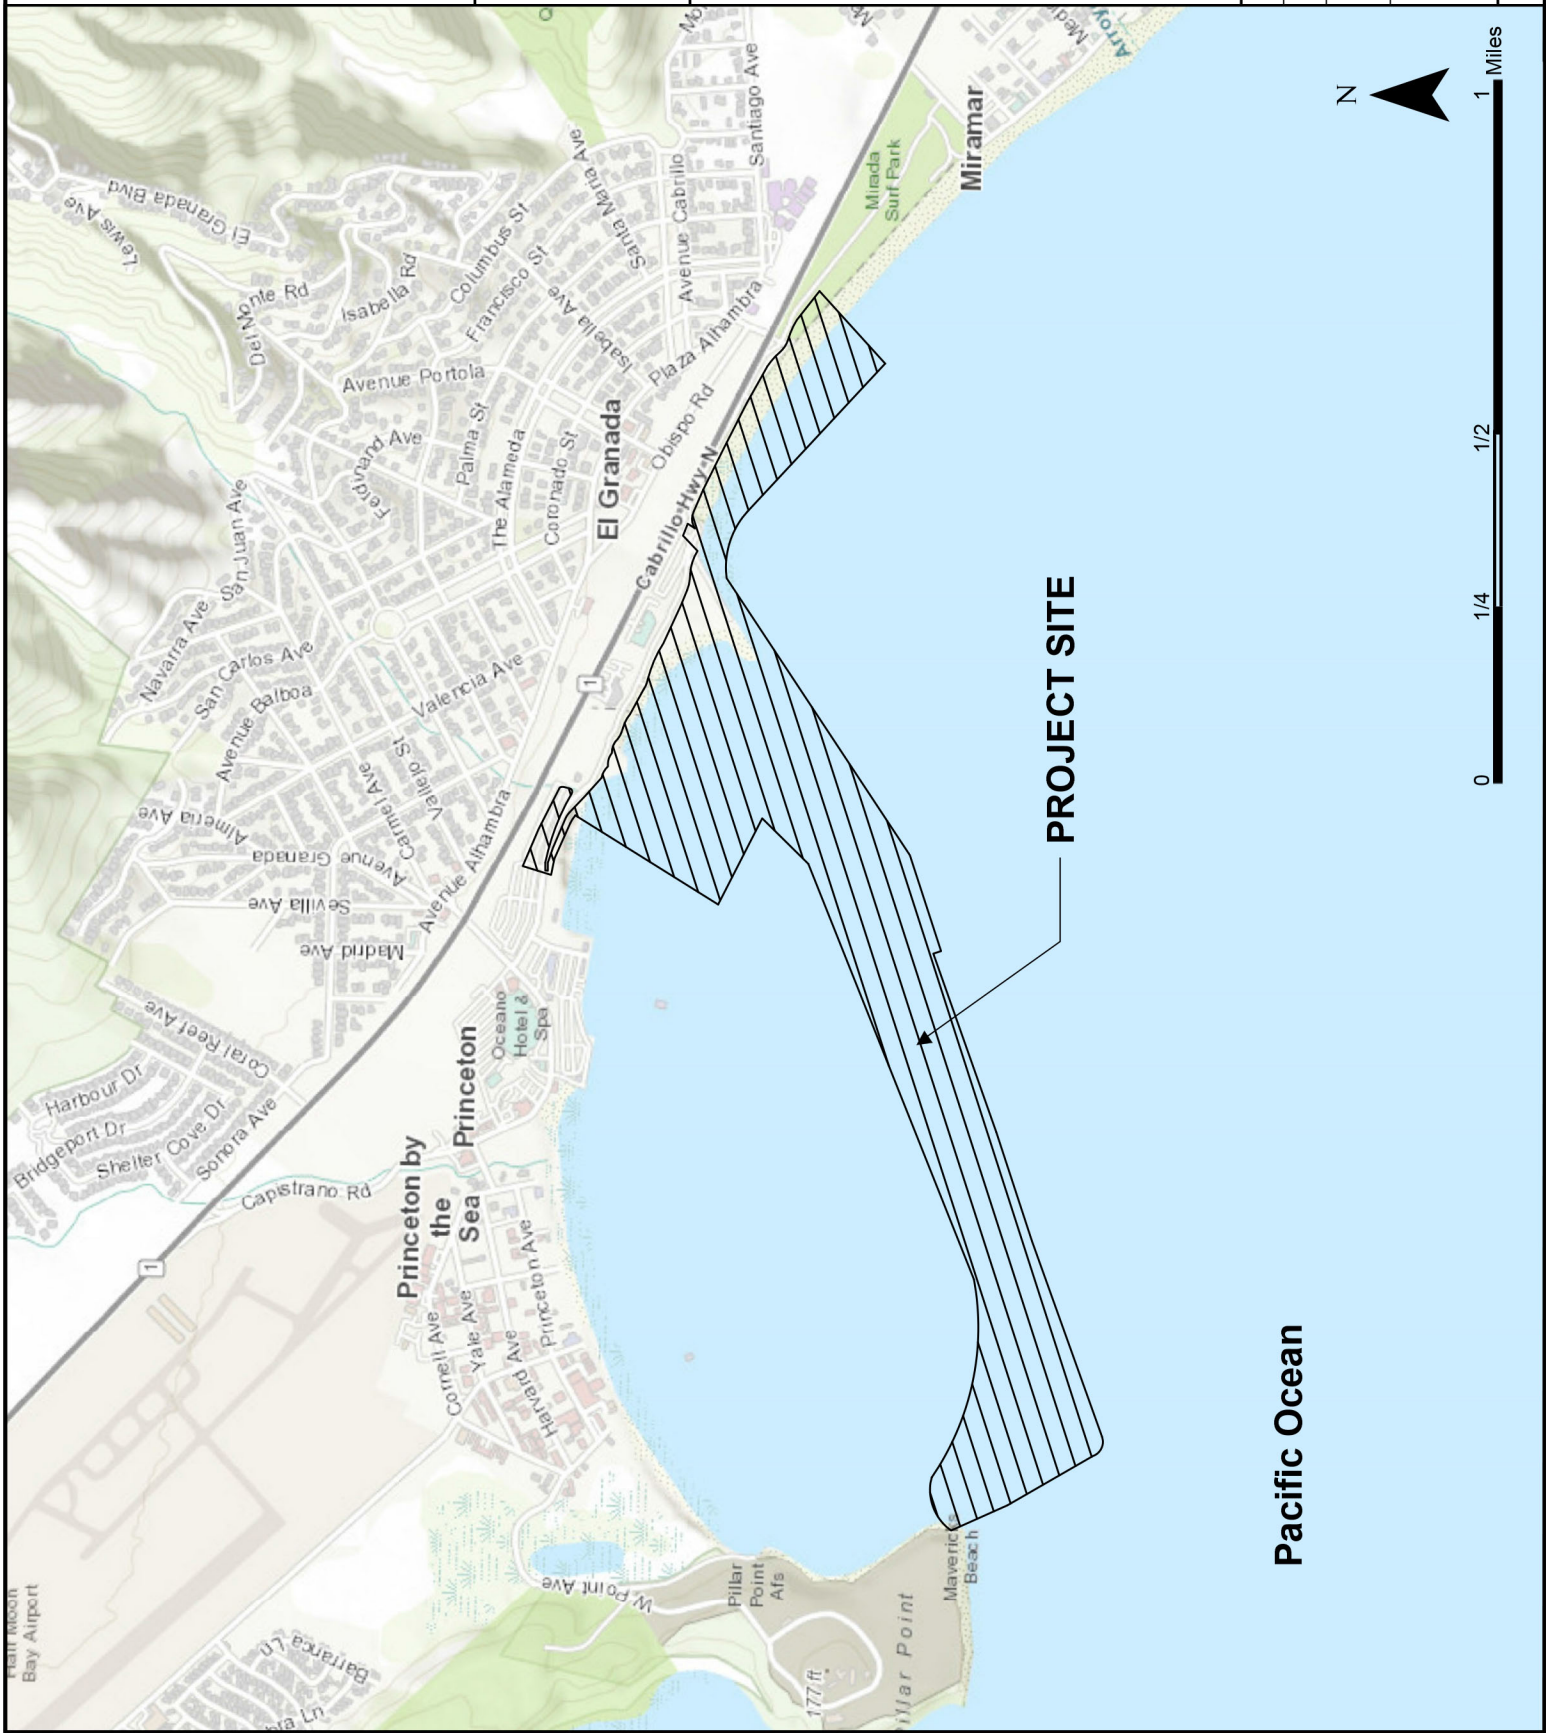 Half Moon
Bay Airport
Barranca Ln
bra Ln
W Point Ave
Pillar
Point
Afs
177 ft
illar Point
Maverick
Beach
1
Bridgeport Dr
Harbour Dr
Shelter Cove Dr
Sonora Ave
Coral Reef Ave
Capistrano Rd
Princeton by
the
Sea
Princeton
Cornell Ave
Yale Ave
Harvard Ave
Princeton Ave
Oceano
Hotel &
Spa
Madrid Ave
Sevilla Ave
Avenue Granada
Almeria Ave
Avenue Alhambra
Carmel Ave
Vallejo St
Avenue Balboa
San Carlos Ave
Navarra Ave
San Juan Ave
Valencia Ave
1
Ferdinand Ave
Palma St
The Alameda
Coronado St
El Granada
Cabrillo Hwy N
Obispo Rd
Avenue Portola
Plaza Alhambra
Del Monte Rd
Isabella Rd
Lewis Ave
El Granada Blvd
Columbus St
Francisco St
Isabella Ave
Santa Maria Ave
Avenue Cabrillo
Santiago Ave
Mirada
Surf Park
Miramar
Medi
Arroyo
PROJECT SITE
Pacific Ocean
N
0
1/4
1/2
1
Miles